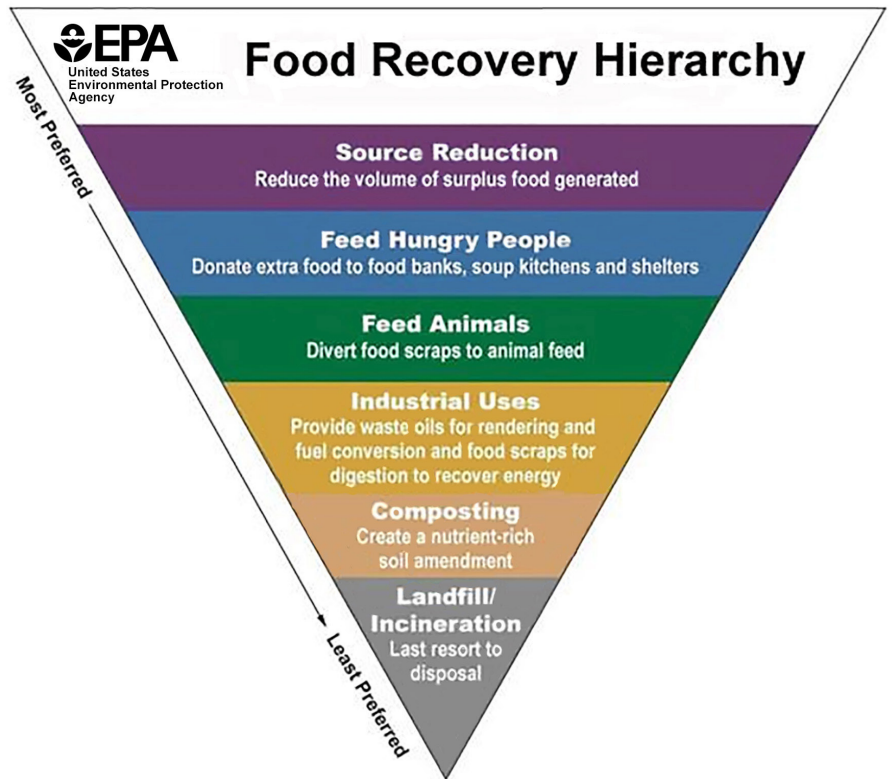 EPA
United States
Environmental Protection
Agency
Food Recovery Hierarchy
Most Preferred
Source Reduction
Reduce the volume of surplus food generated
Feed Hungry People
Donate extra food to food banks, soup kitchens and shelters
Feed Animals
Divert food scraps to animal feed
Industrial Uses
Provide waste oils for rendering and
fuel conversion and food scraps for
digestion to recover energy
Composting
Create a nutrient-rich
soil amendment
Landfill/
Incineration
Last resort to
disposal
Least Preferred